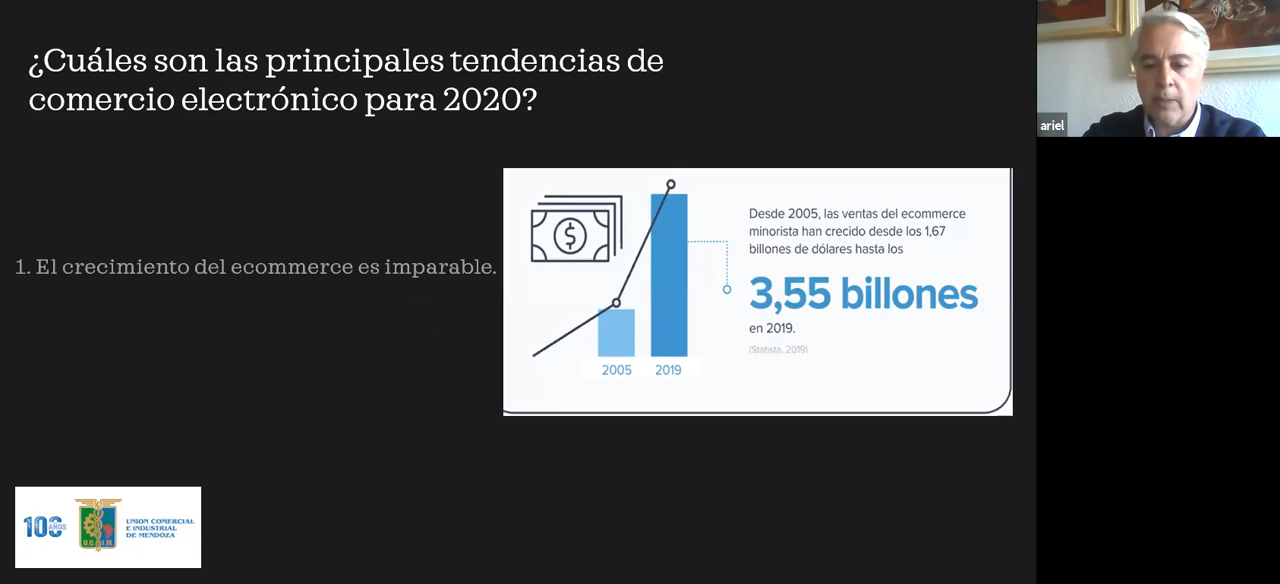 ¿Cuáles son las principales tendencias de
comercio electrónico para 2020?
ariel
1. El crecimiento del ecommerce es imparable.
$
Desde 2005, las ventas del ecommerce
minorista han crecido desde los 1,67
billones de dólares hasta los
3,55 billones
en 2019.
(Statista, 2019)
2005
2019
100
AÑOS
U.C.I.M.
UNION COMERCIAL
E INDUSTRIAL
DE MENDOZA